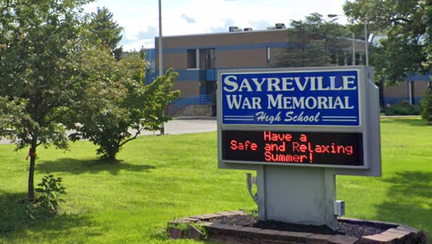 SAYREVILLE
WAR MEMORIAL
High School
Have a
Safe and Relaxing
Summer!